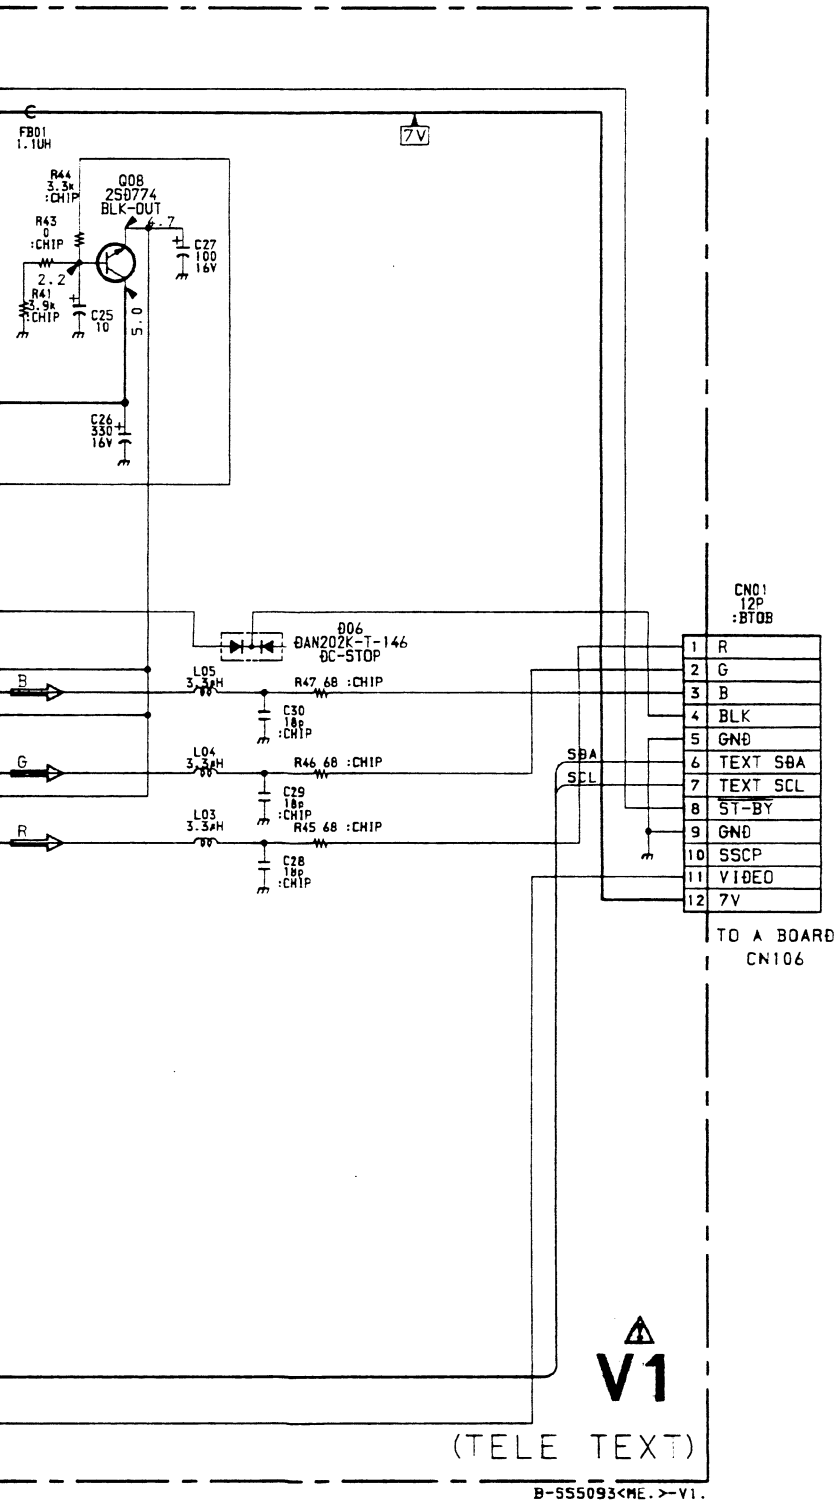 FB01
1.1UH
7V
R44
3.3k
:CHIP
Q08
2SD774
BLK-OUT
R43
0
:CHIP
C27
100
16V
2.2
R41
3.9k
:CHIP
C25
10
5.0
C26
330
16V
CN01
12P
:BTOB
D06
DAN202K-T-146
DC-STOP
1 R
2 G
3 B
4 BLK
5 GND
6 TEXT SDA
7 TEXT SCL
8 ST-BY
9 GND
10 SSCP
11 VIDEO
12 7V
B
L05
3.3µH
R47 68 :CHIP
C30
18p
:CHIP
G
L04
3.3µH
R46 68 :CHIP
SDA
SCL
C29
18p
:CHIP
R
L03
3.3µH
R45 68 :CHIP
C28
18p
:CHIP
TO A BOARD
CN106
V1
(TELE TEXT)
B-SS5093<ME.>-V1.